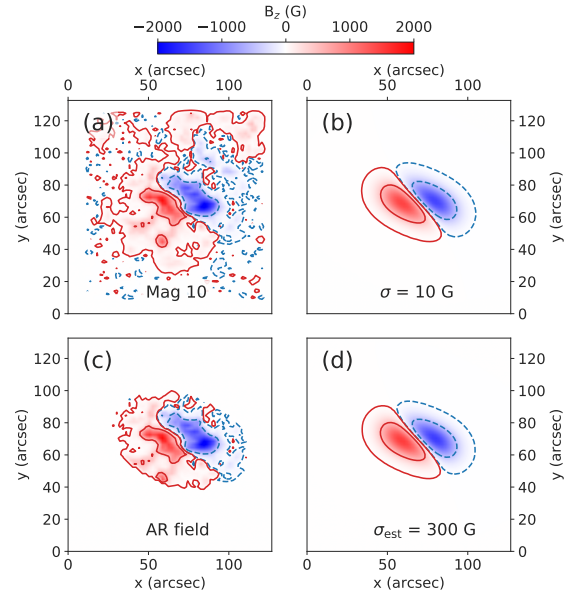 B_z (G)
−2000 −1000 0 1000 2000
x (arcsec) x (arcsec)
0 50 100 0 50 100
(a) (b)
120 120
100 100
80 80
y (arcsec) y (arcsec)
60 60
40 40
20 20
Mag 10 σ = 10 G
0 0
(c) (d)
120 120
100 100
80 80
y (arcsec) y (arcsec)
60 60
40 40
20 20
AR field σ_est = 300 G
0 0
0 50 100 0 50 100
x (arcsec) x (arcsec)